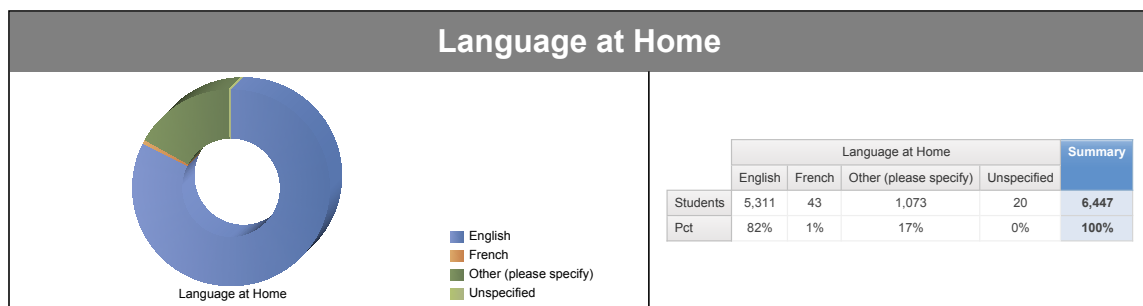 Language at Home
English
French
Other (please specify)
Unspecified
Language at Home
Language at Home Summary
English French Other (please specify) Unspecified
Students 5,311 43 1,073 20 6,447
Pct 82% 1% 17% 0% 100%